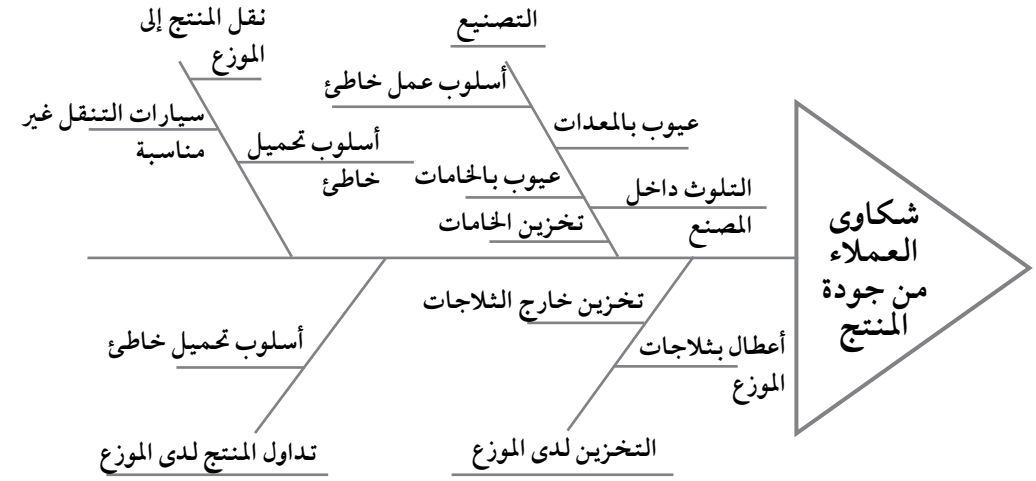 التصنيع
أسلوب عمل خاطئ
عيوب بالمعدات
عيوب بالخامات
التلوث داخل
المصنع
تخزين الخامات
نقل المنتج إلى
الموزع
سيارات التنقل غير
مناسبة
أسلوب تحميل
خاطئ
شكاوى
العملاء
من جودة
المنتج
تخزين خارج الثلاجات
أعطال بثلاجات
الموزع
التخزين لدى الموزع
أسلوب تحميل خاطئ
تداول المنتج لدى الموزع